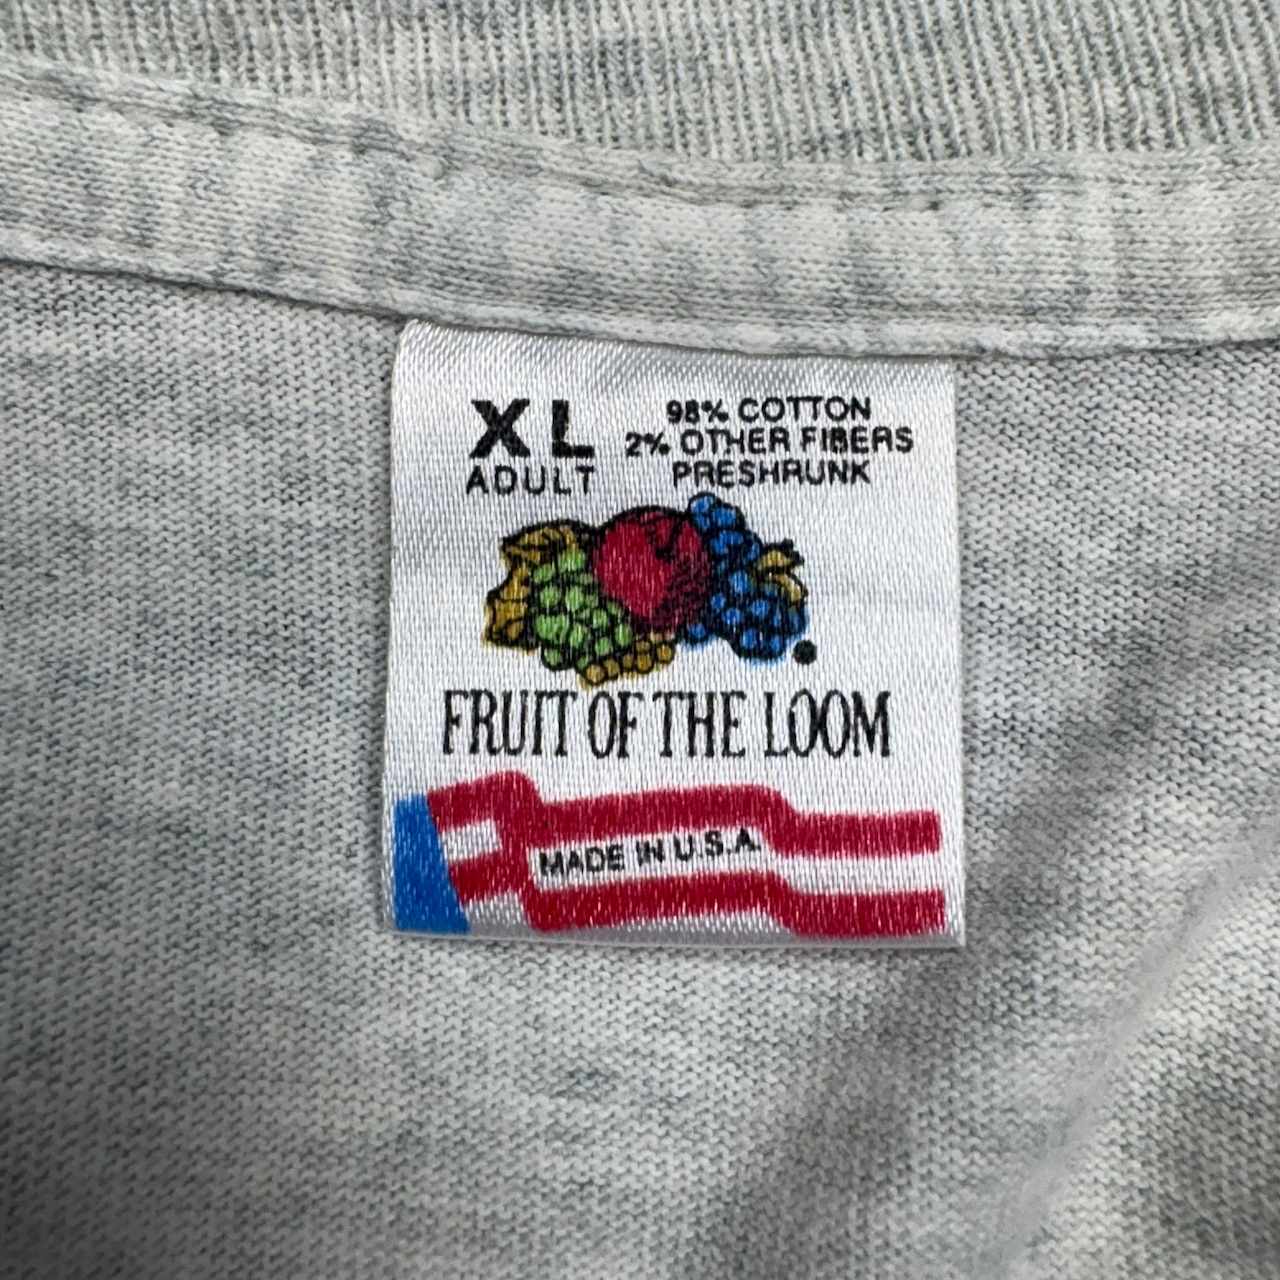 XL
ADULT
98% COTTON
2% OTHER FIBERS
PRESHRUNK
FRUIT OF THE LOOM
MADE IN U.S.A.